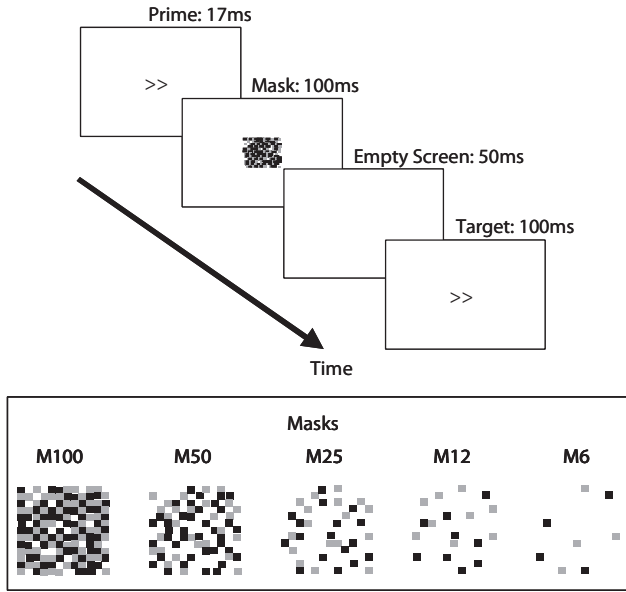 Prime: 17ms
>>
Mask: 100ms
Empty Screen: 50ms
Target: 100ms
>>
Time
Masks
M100 M50 M25 M12 M6